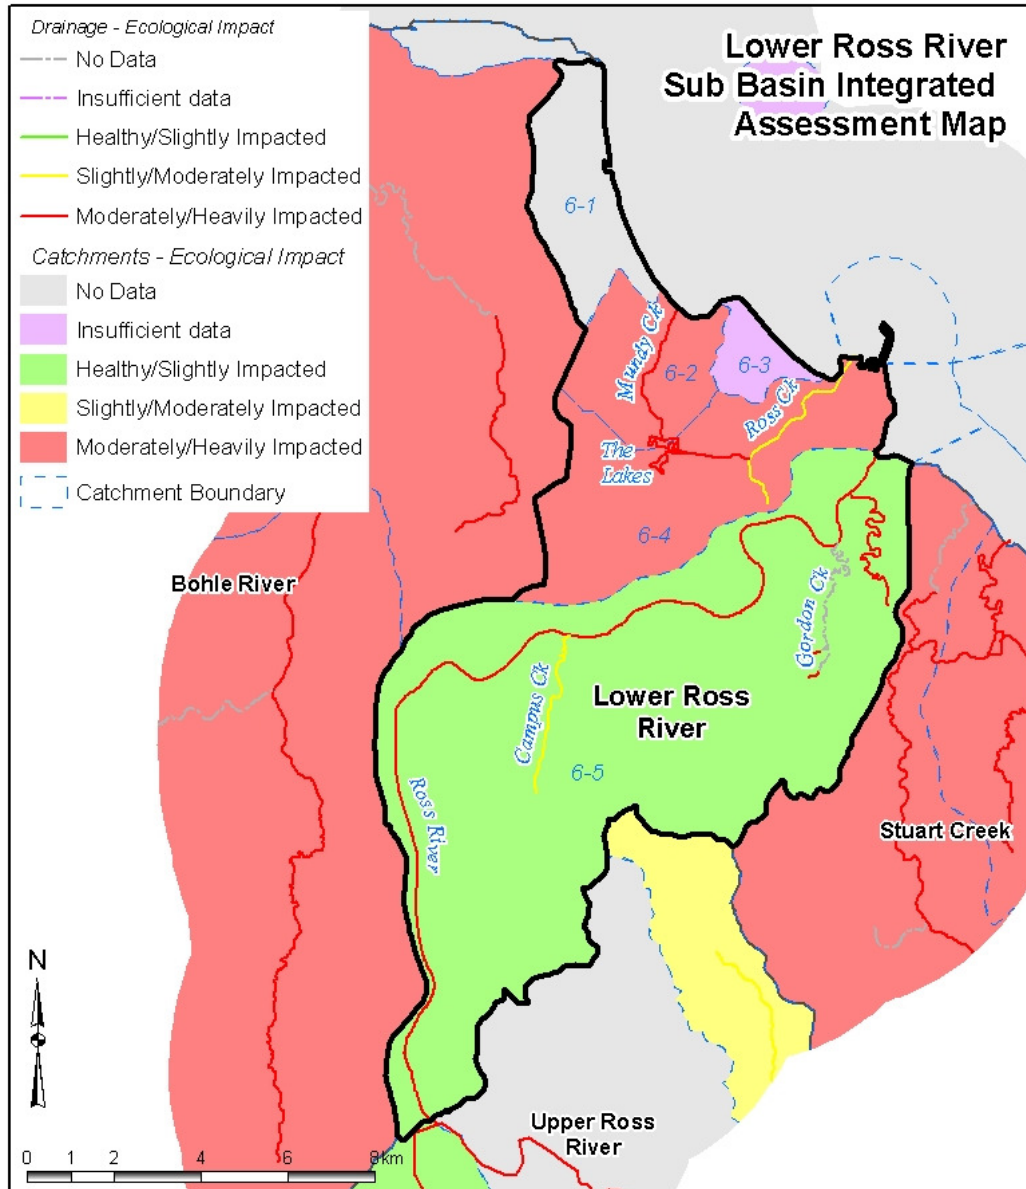 Drainage - Ecological Impact
No Data
Insufficient data
Healthy/Slightly Impacted
Slightly/Moderately Impacted
Moderately/Heavily Impacted
Catchments - Ecological Impact
No Data
Insufficient data
Healthy/Slightly Impacted
Slightly/Moderately Impacted
Moderately/Heavily Impacted
Catchment Boundary
Lower Ross River
Sub Basin Integrated
Assessment Map
6-1
Mundy Ck
6-2
6-3
Ross Ck
The
Lakes
6-4
Bohle River
Gordon Ck
Campus Ck
Lower Ross
River
6-5
Ross River
Stuart Creek
Upper Ross
River
N
0 1 2 4 6 8km